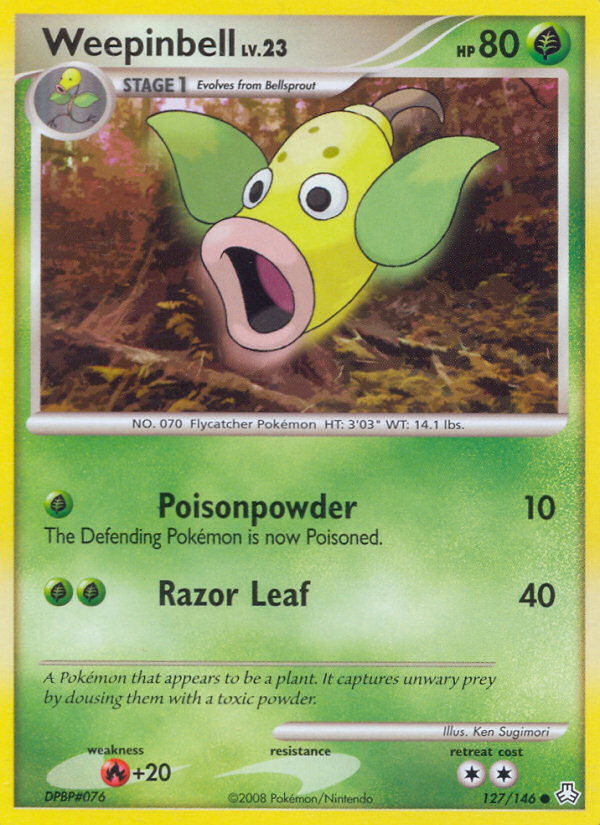 Weepinbell LV.23
HP 80
STAGE 1 Evolves from Bellsprout
NO. 070 Flycatcher Pokémon HT: 3'03" WT: 14.1 lbs.
Poisonpowder 10
The Defending Pokémon is now Poisoned.
Razor Leaf 40
A Pokémon that appears to be a plant. It captures unwary prey
by dousing them with a toxic powder.
Illus. Ken Sugimori
weakness resistance retreat cost
+20
DPBP#076 ©2008 Pokémon/Nintendo 127/146